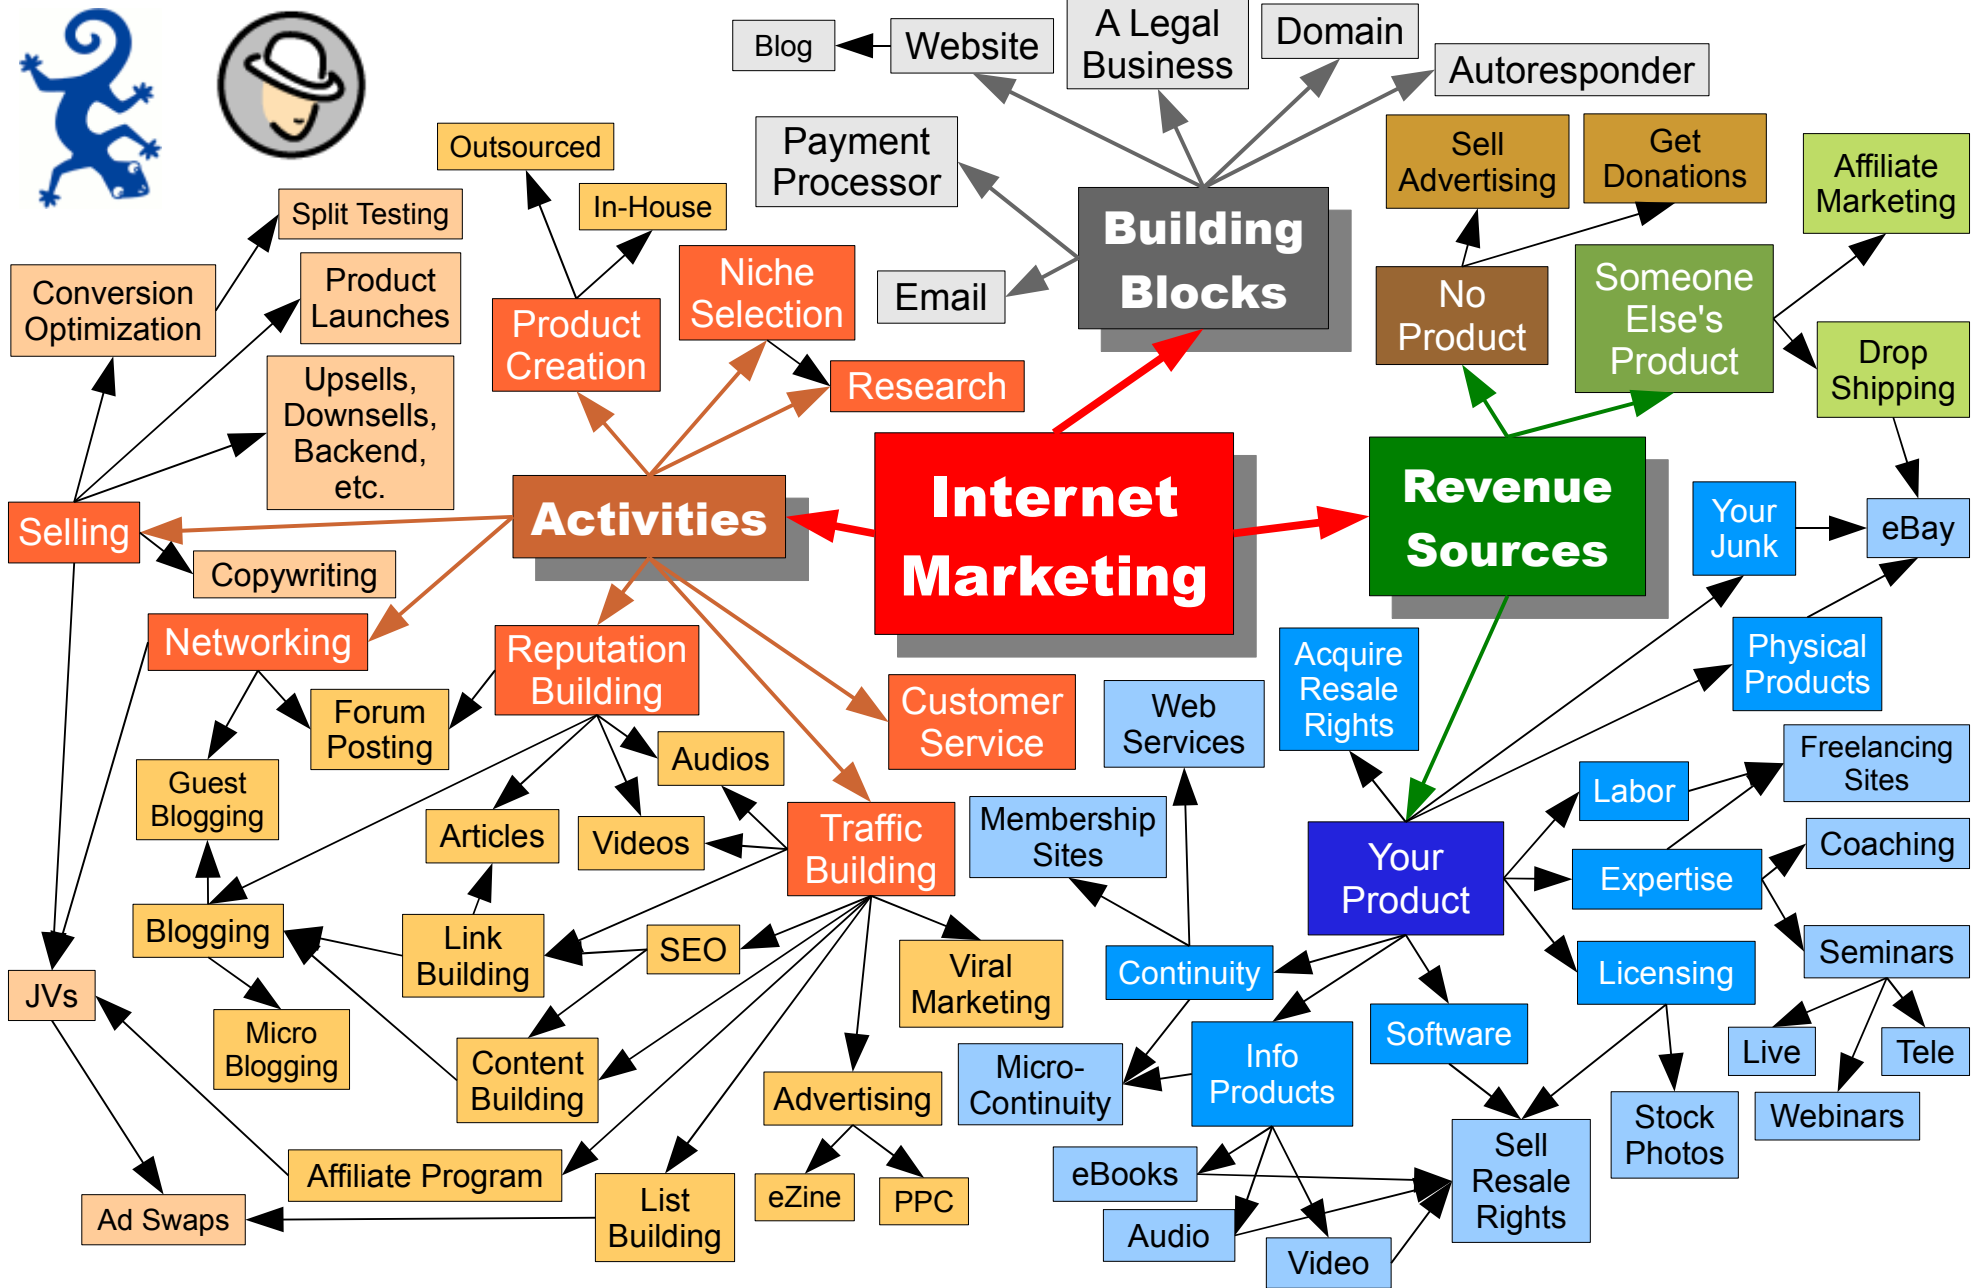 Blog
Website
A Legal
Business
Domain
Autoresponder
Payment
Processor
Email
Building
Blocks
Sell
Advertising
Get
Donations
Affiliate
Marketing
No
Product
Someone
Else's
Product
Drop
Shipping
Outsourced
In-House
Split Testing
Conversion
Optimization
Product
Launches
Upsells,
Downsells,
Backend,
etc.
Product
Creation
Niche
Selection
Research
Selling
Copywriting
Activities
Internet
Marketing
Revenue
Sources
Your
Junk
eBay
Physical
Products
Networking
Reputation
Building
Customer
Service
Forum
Posting
Guest
Blogging
Audios
Articles
Videos
Traffic
Building
Blogging
Link
Building
SEO
Viral
Marketing
JVs
Micro
Blogging
Content
Building
Advertising
Affiliate Program
eZine
PPC
List
Building
Ad Swaps
Acquire
Resale
Rights
Web
Services
Membership
Sites
Your
Product
Labor
Freelancing
Sites
Expertise
Coaching
Seminars
Licensing
Continuity
Software
Live
Tele
Webinars
Micro-
Continuity
Info
Products
Stock
Photos
Sell
Resale
Rights
eBooks
Audio
Video